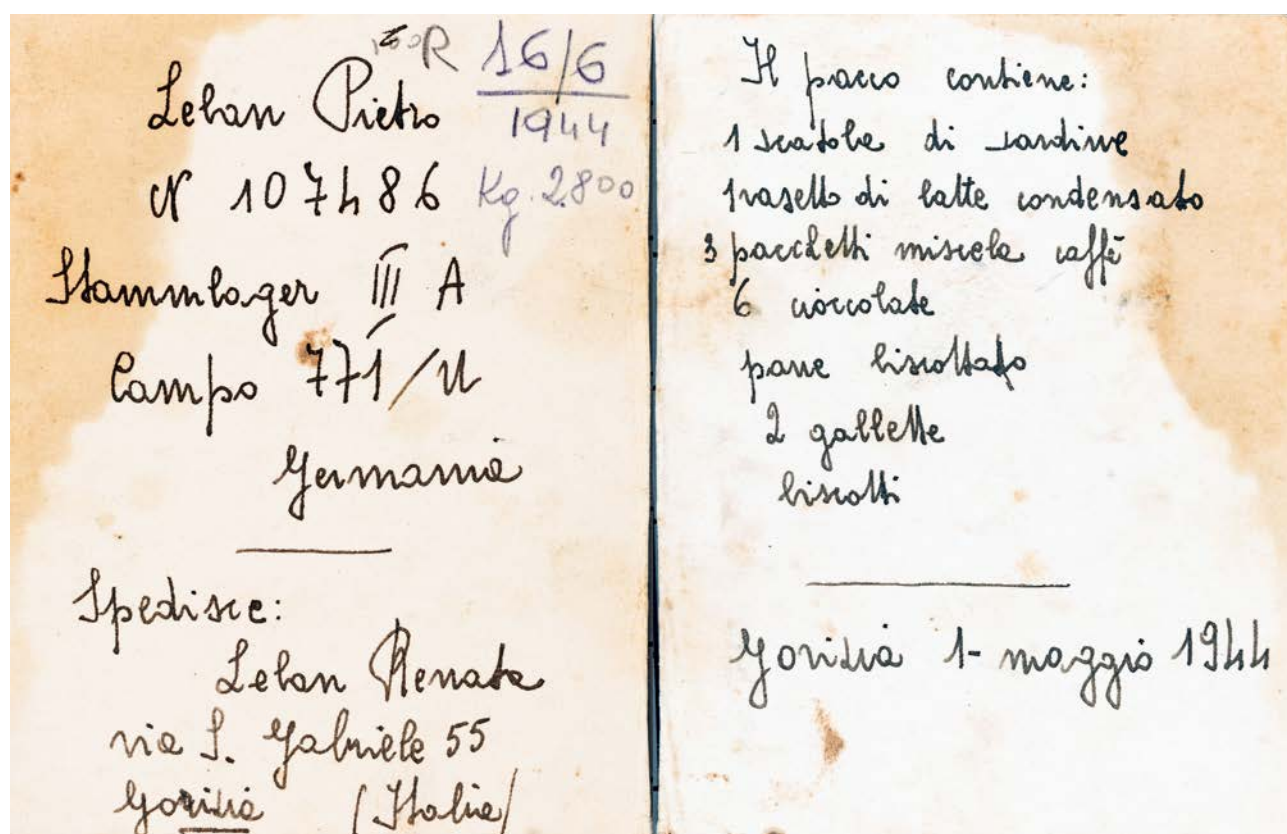 R 16/6
1944
Kg. 2.800
Leban Pietro
N 107486
Stammlager III A
Campo 771/U
Germania
Spedisce:
Leban Renata
via S. Gabriele 55
Gorizia (Italia)
Il pacco contiene:
1 scatola di sardine
1 vasetto di latte condensato
3 pacchetti miscela caffè
6 cioccolate
pane biscottato
2 gallette
biscotti
Gorizia 1- maggio 1944